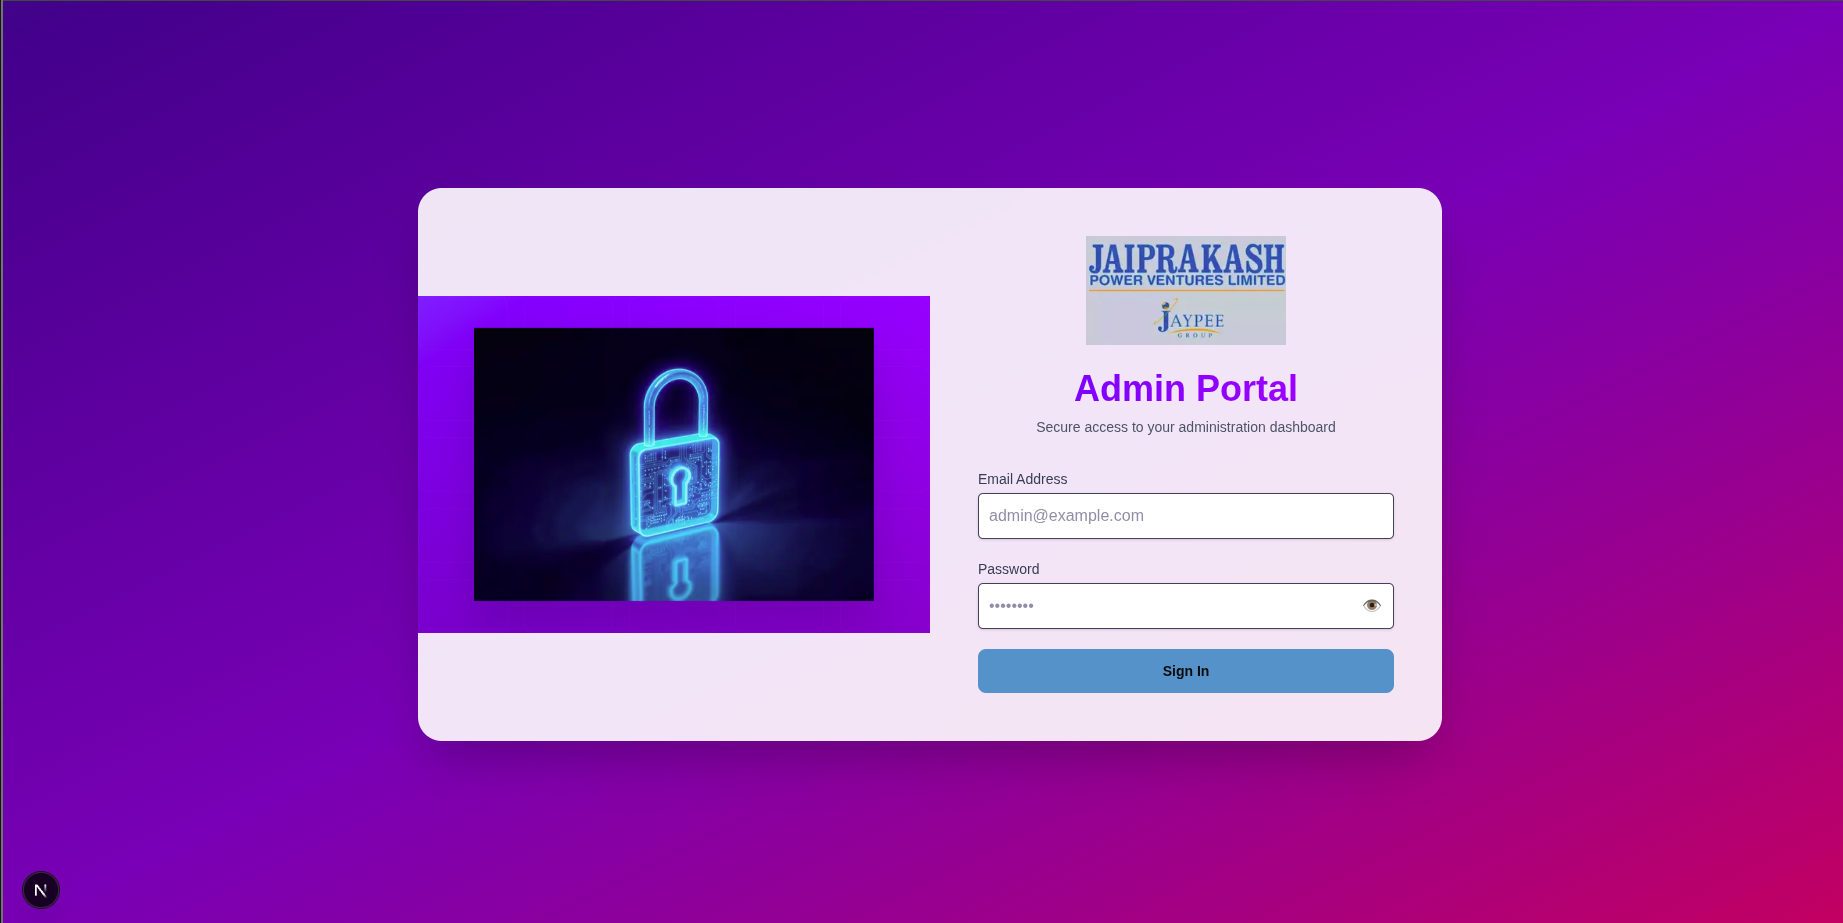 JAIPRAKASH
POWER VENTURES LIMITED
JAYPEE
GROUP
Admin Portal
Secure access to your administration dashboard
Email Address
admin@example.com
Password
••••••••
Sign In
N